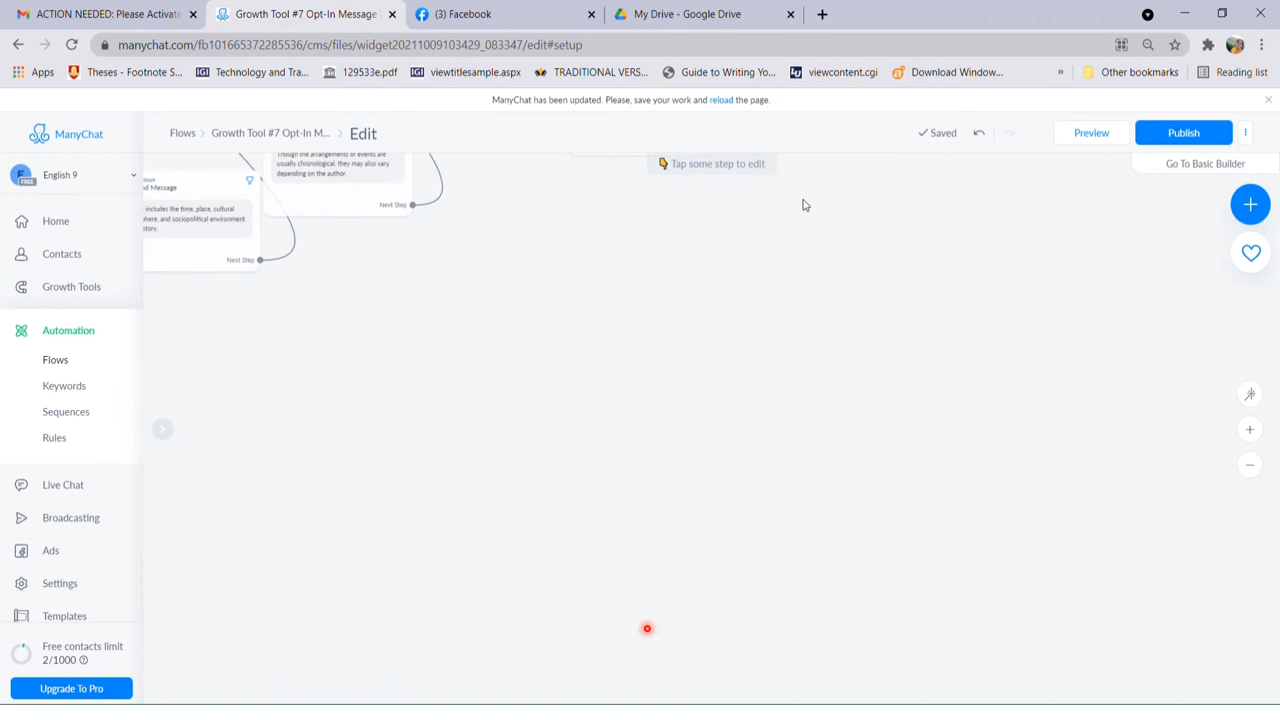 ACTION NEEDED: Please Activate
Growth Tool #7 Opt-In Message
(3) Facebook
My Drive - Google Drive
manychat.com/fb101665372285536/cms/files/widget20211009103429_083347/edit#setup
Apps
Theses - Footnote S...
Technology and Tra...
129533e.pdf
viewtitlesample.aspx
TRADITIONAL VERS...
Guide to Writing Yo...
viewcontent.cgi
Download Window...
»
Other bookmarks
Reading list
ManyChat has been updated. Please, save your work and reload the page.
ManyChat
Flows > Growth Tool #7 Opt-In M... > Edit
Saved
Preview
Publish
Go To Basic Builder
Tap some step to edit
English 9
FREE
Home
Contacts
Growth Tools
Automation
Flows
Keywords
Sequences
Rules
Live Chat
Broadcasting
Ads
Settings
Templates
Free contacts limit
2/1000
Upgrade To Pro
Though the arrangements of events are
usually chronological, they may also vary
depending on the author.
Next Step
Message
includes the time, place, cultural
sociopolitical environment
Next Step